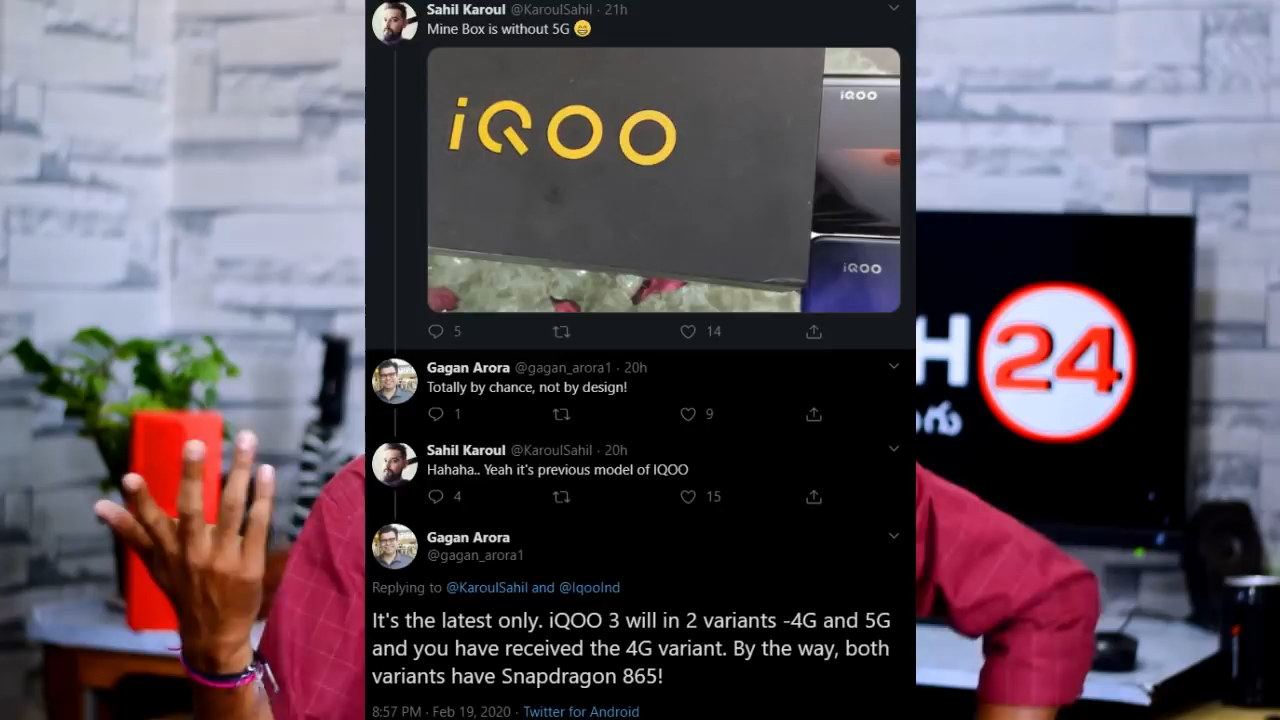 Sahil Karoul @KaroulSahil · 21h
Mine Box is without 5G 😁
iQOO
iQOO
iQOO
5 14
Gagan Arora @gagan_arora1 · 20h
Totally by chance, not by design!
1 9
Sahil Karoul @KaroulSahil · 20h
Hahaha.. Yeah it's previous model of IQOO
4 15
Gagan Arora
@gagan_arora1
Replying to @KaroulSahil and @IqooInd
It's the latest only. iQOO 3 will in 2 variants -4G and 5G
and you have received the 4G variant. By the way, both
variants have Snapdragon 865!
8:57 PM · Feb 19, 2020 · Twitter for Android
H 24